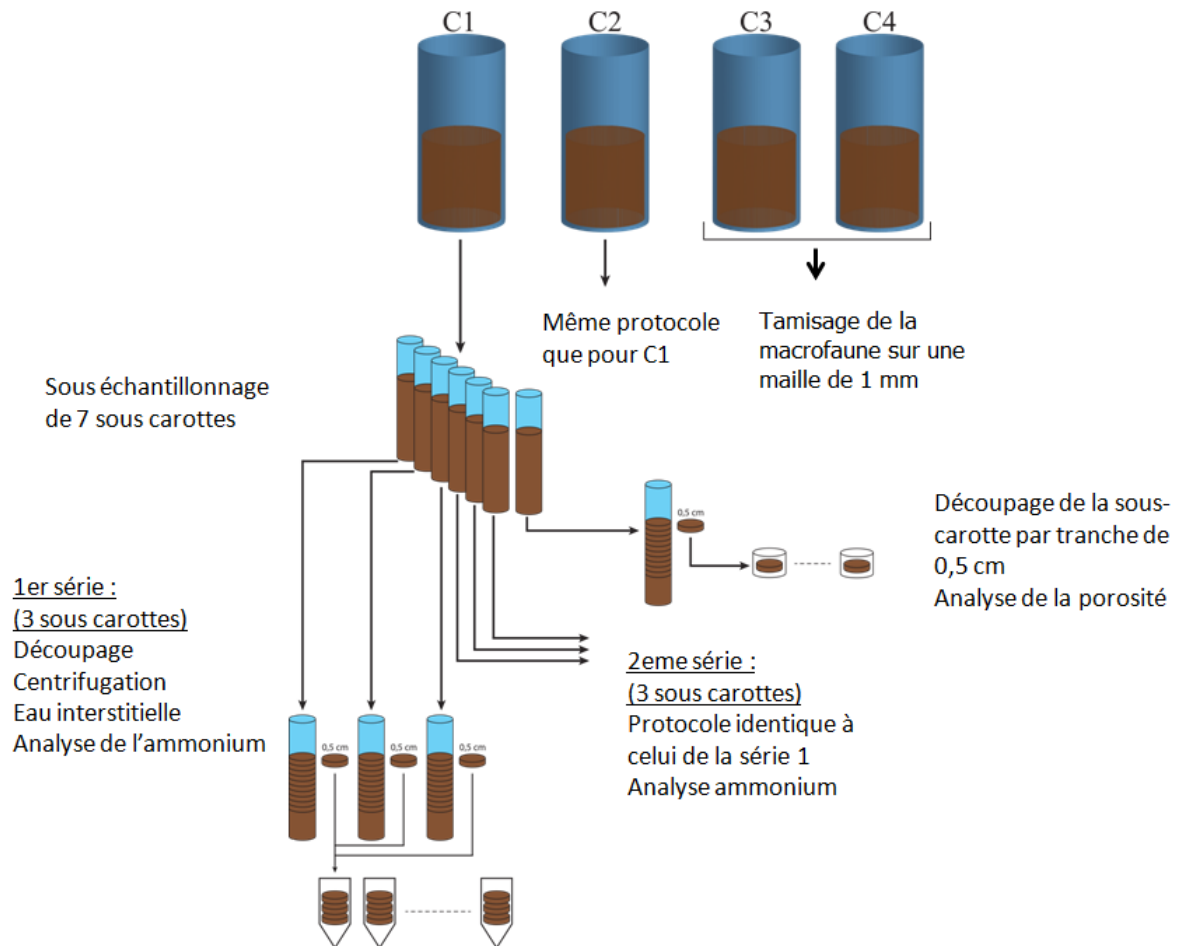 C1
C2
C3
C4
Même protocole
que pour C1
Tamisage de la
macrofaune sur une
maille de 1 mm
Sous échantillonnage
de 7 sous carottes
0,5 cm
Découpage de la sous-
carotte par tranche de
0,5 cm
Analyse de la porosité
1er série :
(3 sous carottes)
Découpage
Centrifugation
Eau interstitielle
Analyse de l'ammonium
2eme série :
(3 sous carottes)
Protocole identique à
celui de la série 1
Analyse ammonium
0,5 cm
0,5 cm
0,5 cm